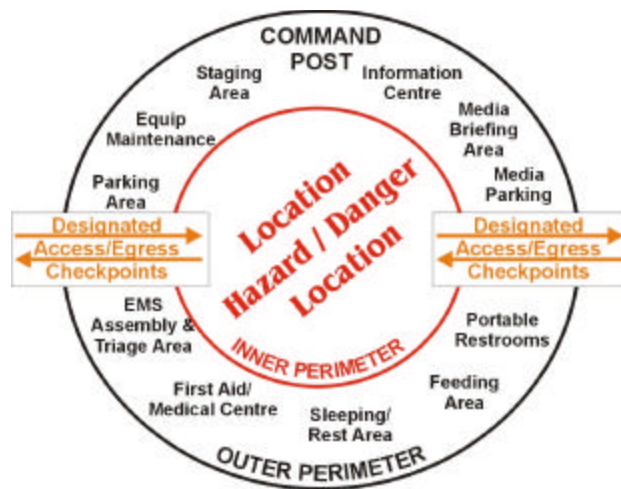 COMMAND
POST
Staging
Area
Information
Centre
Equip
Maintenance
Media
Briefing
Area
Parking
Area
Media
Parking
Location
Hazard / Danger
Location
Designated
Access/Egress
Checkpoints
Designated
Access/Egress
Checkpoints
EMS
Assembly &
Triage Area
Portable
Restrooms
INNER PERIMETER
First Aid/
Medical Centre
Sleeping/
Rest Area
Feeding
Area
OUTER PERIMETER